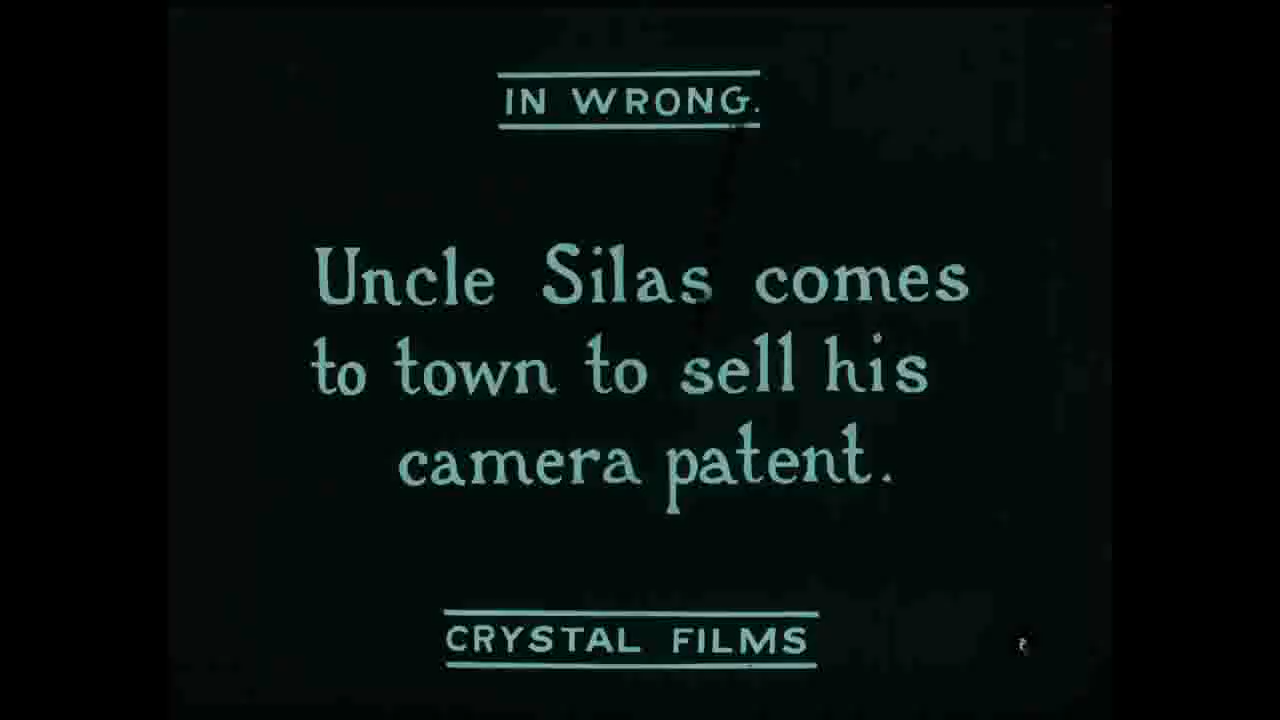 IN WRONG.
Uncle Silas comes
to town to sell his
camera patent.
CRYSTAL FILMS